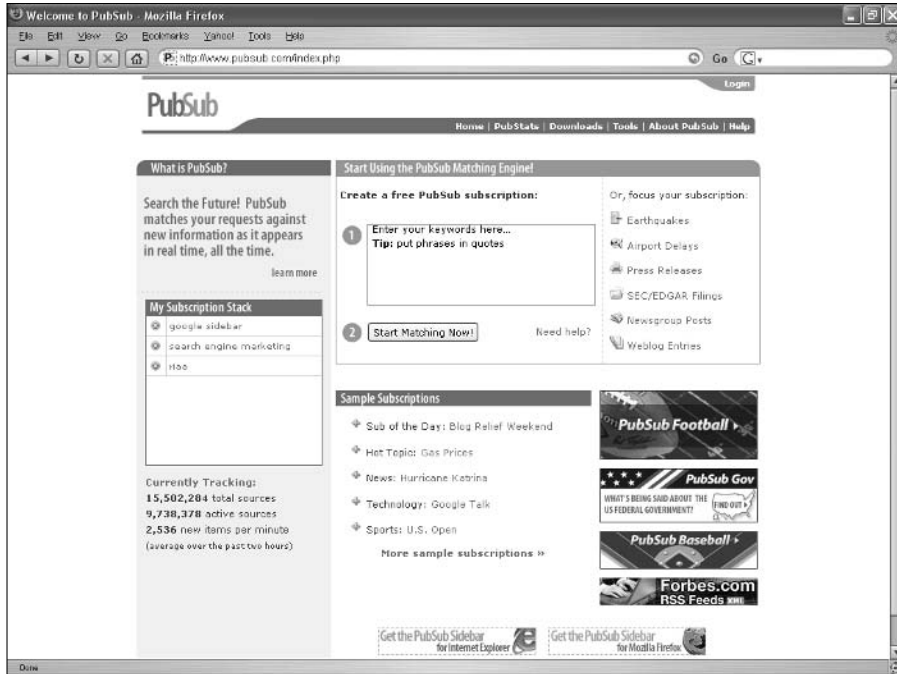 Welcome to PubSub - Mozilla Firefox
File Edit View Go Bookmarks Yahoo! Tools Help
http://www.pubsub.com/index.php
Go
Login
PubSub
Home | PubStats | Downloads | Tools | About PubSub | Help
What is PubSub?
Search the Future! PubSub
matches your requests against
new information as it appears
in real time, all the time.
learn more
My Subscription Stack
google sidebar
search engine marketing
riaa
Currently Tracking:
15,502,284 total sources
9,738,378 active sources
2,536 new items per minute
(average over the past two hours)
Start Using the PubSub Matching Engine!
Create a free PubSub subscription:
1
Enter your keywords here...
Tip: put phrases in quotes
2
Start Matching Now!
Need help?
Or, focus your subscription:
Earthquakes
Airport Delays
Press Releases
SEC/EDGAR Filings
Newsgroup Posts
Weblog Entries
Sample Subscriptions
Sub of the Day: Blog Relief Weekend
Hot Topic: Gas Prices
News: Hurricane Katrina
Technology: Google Talk
Sports: U.S. Open
More sample subscriptions »
PubSub Football
PubSub Gov
WHAT'S BEING SAID ABOUT THE
US FEDERAL GOVERNMENT?
FIND OUT
PubSub Baseball
Forbes.com
RSS Feeds XML
Get the PubSub Sidebar
for Internet Explorer
Get the PubSub Sidebar
for Mozilla Firefox
Done